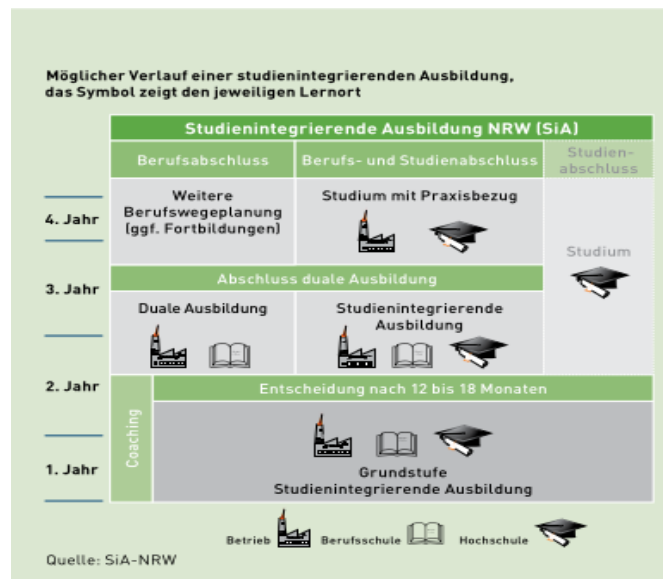 Möglicher Verlauf einer studienintegrierenden Ausbildung,
das Symbol zeigt den jeweiligen Lernort
Studienintegrierende Ausbildung NRW (SiA)
Berufsabschluss
Berufs- und Studienabschluss
Studien-
abschluss
4. Jahr
Weitere
Berufswegeplanung
(ggf. Fortbildungen)
Studium mit Praxisbezug
Studium
3. Jahr
Abschluss duale Ausbildung
Duale Ausbildung
Studienintegrierende
Ausbildung
2. Jahr
Entscheidung nach 12 bis 18 Monaten
Coaching
1. Jahr
Grundstufe
Studienintegrierende Ausbildung
Betrieb
Berufsschule
Hochschule
Quelle: SiA-NRW